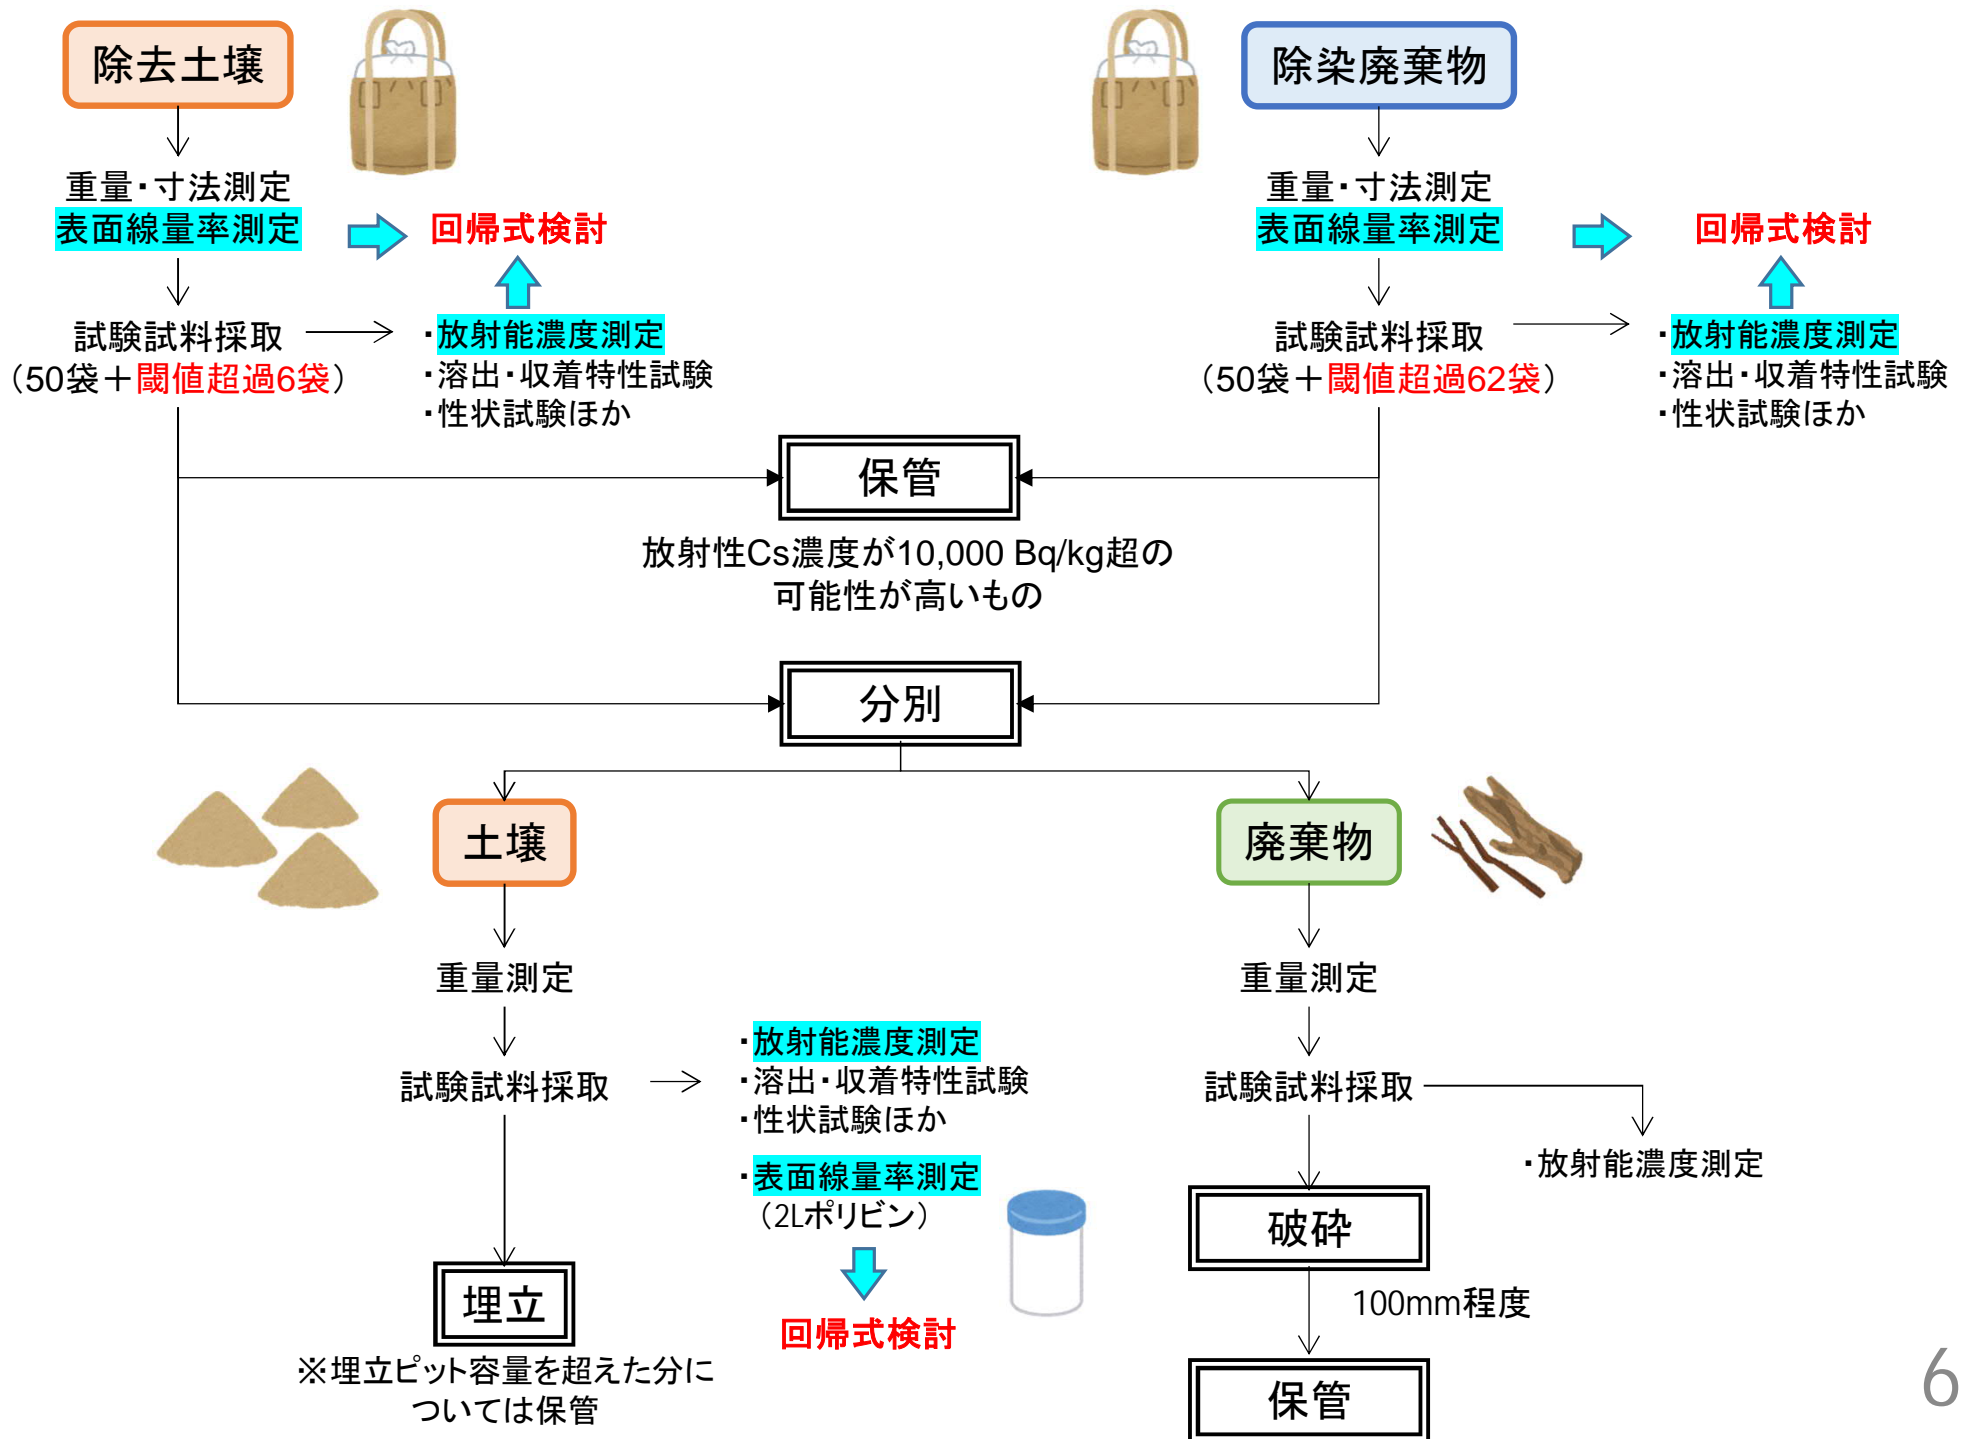 除去土壌
重量・寸法測定
表面線量率測定
回帰式検討
試験試料採取
（50袋＋閾値超過6袋）
・放射能濃度測定
・溶出・収着特性試験
・性状試験ほか
除染廃棄物
重量・寸法測定
表面線量率測定
回帰式検討
試験試料採取
（50袋＋閾値超過62袋）
・放射能濃度測定
・溶出・収着特性試験
・性状試験ほか
保管
放射性Cs濃度が10,000 Bq/kg超の
可能性が高いもの
分別
土壌
重量測定
試験試料採取
・放射能濃度測定
・溶出・収着特性試験
・性状試験ほか
・表面線量率測定
（2Lポリビン）
回帰式検討
埋立
※埋立ピット容量を超えた分に
ついては保管
廃棄物
重量測定
試験試料採取
・放射能濃度測定
破砕
100mm程度
保管
6